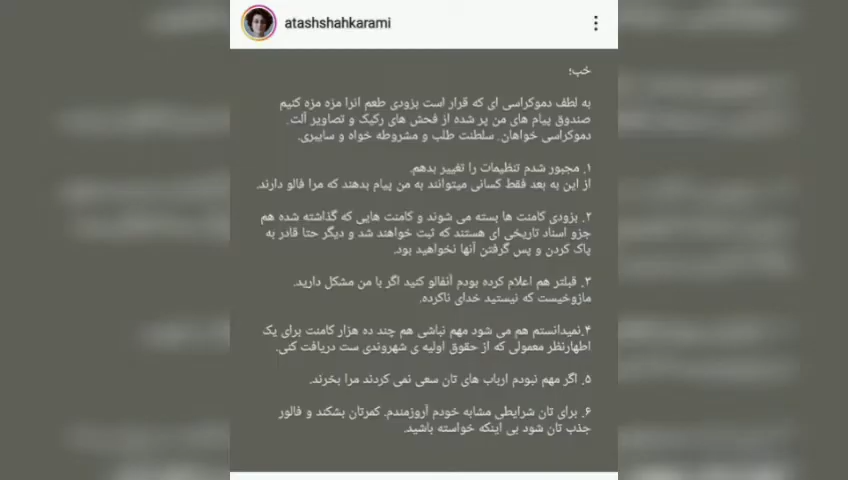 atashshahkarami
خب؛
به لطف دموکراسی ای که قرار است بزودی طعم انرا مزه مزه کنیم
صندوق پیام های من پر شده از فحش های رکیک و تصاویر آلت.
دموکراسی خواهان. سلطنت طلب و مشروطه خواه و سایبری.
۱. مجبور شدم تنظیمات را تغییر بدهم.
از این به بعد فقط کسانی میتوانند به من پیام بدهند که مرا فالو دارند.
۲. بزودی کامنت ها بسته می شوند و کامنت هایی که گذاشته شده هم
جزو اسناد تاریخی ای هستند که ثبت خواهند شد و دیگر حتا قادر به
پاک کردن و پس گرفتن آنها نخواهید بود.
۳. قبلتر هم اعلام کرده بودم آنفالو کنید اگر با من مشکل دارید.
مازوخیست که نیستید خدای ناکرده.
۴.نمیدانستم هم می شود مهم نباشی هم چند ده هزار کامنت برای یک
اظهارنظر معمولی که از حقوق اولیه ی شهروندی ست دریافت کنی.
۵. اگر مهم نبودم ارباب های تان سعی نمی کردند مرا بخرند.
۶. برای تان شرایطی مشابه خودم آرزومندم. کمرتان بشکند و فالور
جذب تان شود بی اینکه خواسته باشید.